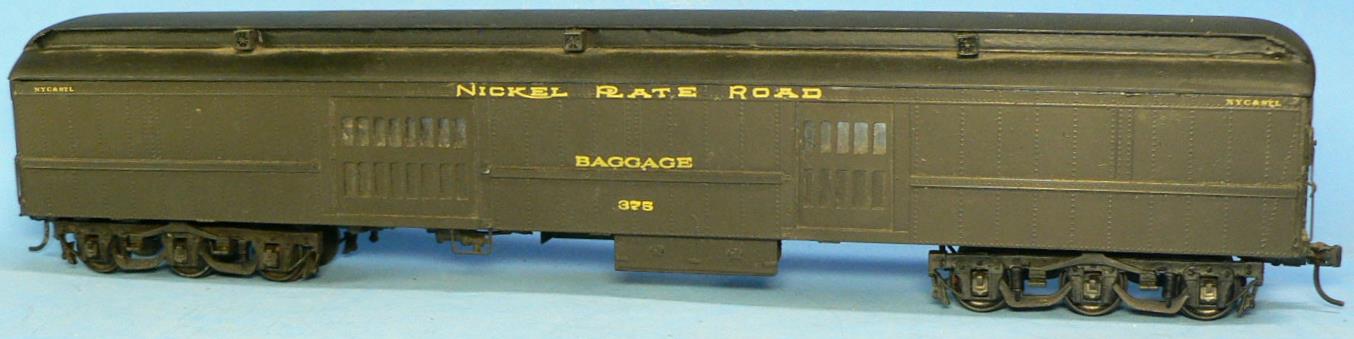 NYC&STL
NICKEL PLATE ROAD
NYC&STL
BAGGAGE
375